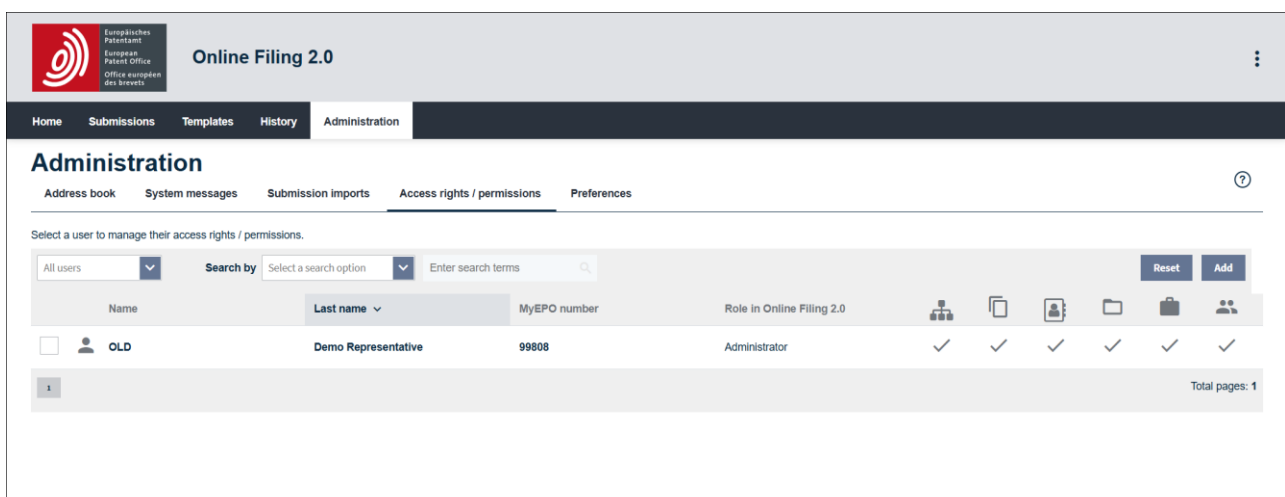 Europäisches
Patentamt
European
Patent Office
Office européen
des brevets
Online Filing 2.0
Home Submissions Templates History Administration
Administration
Address book System messages Submission imports Access rights / permissions Preferences
?
Select a user to manage their access rights / permissions.
All users Search by Select a search option Enter search terms Reset Add
Name Last name MyEPO number Role in Online Filing 2.0
OLD Demo Representative 99808 Administrator
1 Total pages: 1